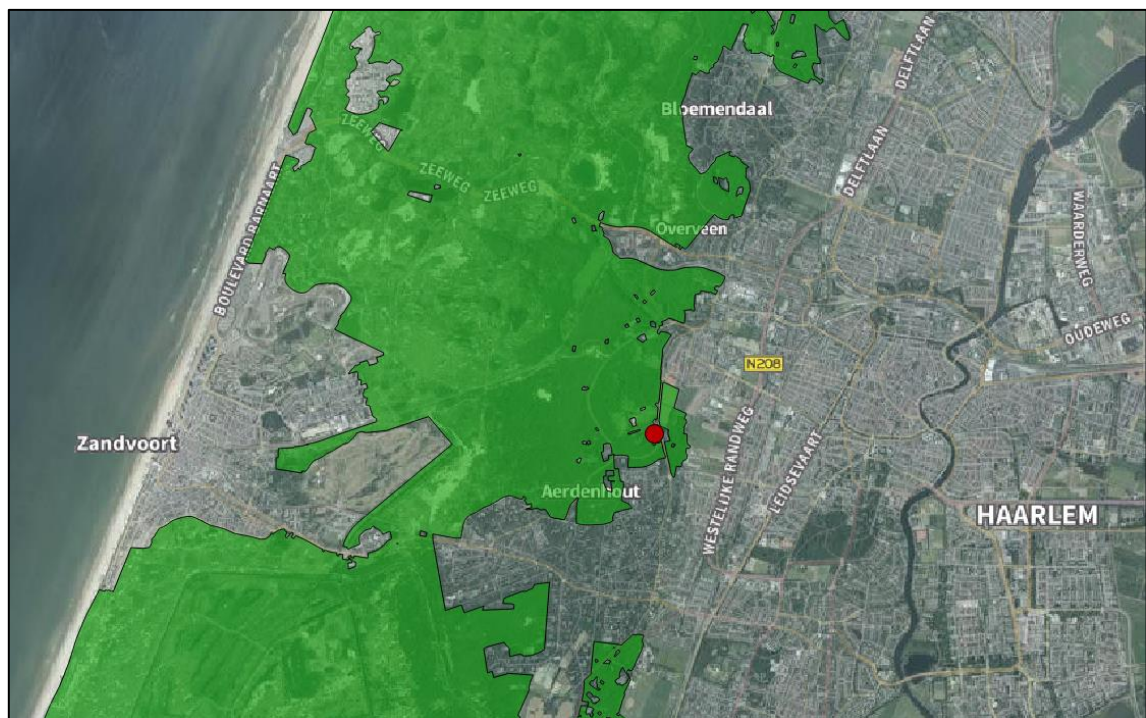 Bloemendaal
DELFTLAAN
ZEEWEG
ZEEWEG
ZEEWEG
DELFTLAAN
WAARDERWEG
Overveen
BOULEVARD BARNAART
OUDEWEG
N208
Zandvoort
WESTELIJKE RANDWEG
LEIDSEVAART
Aerdenhout
HAARLEM